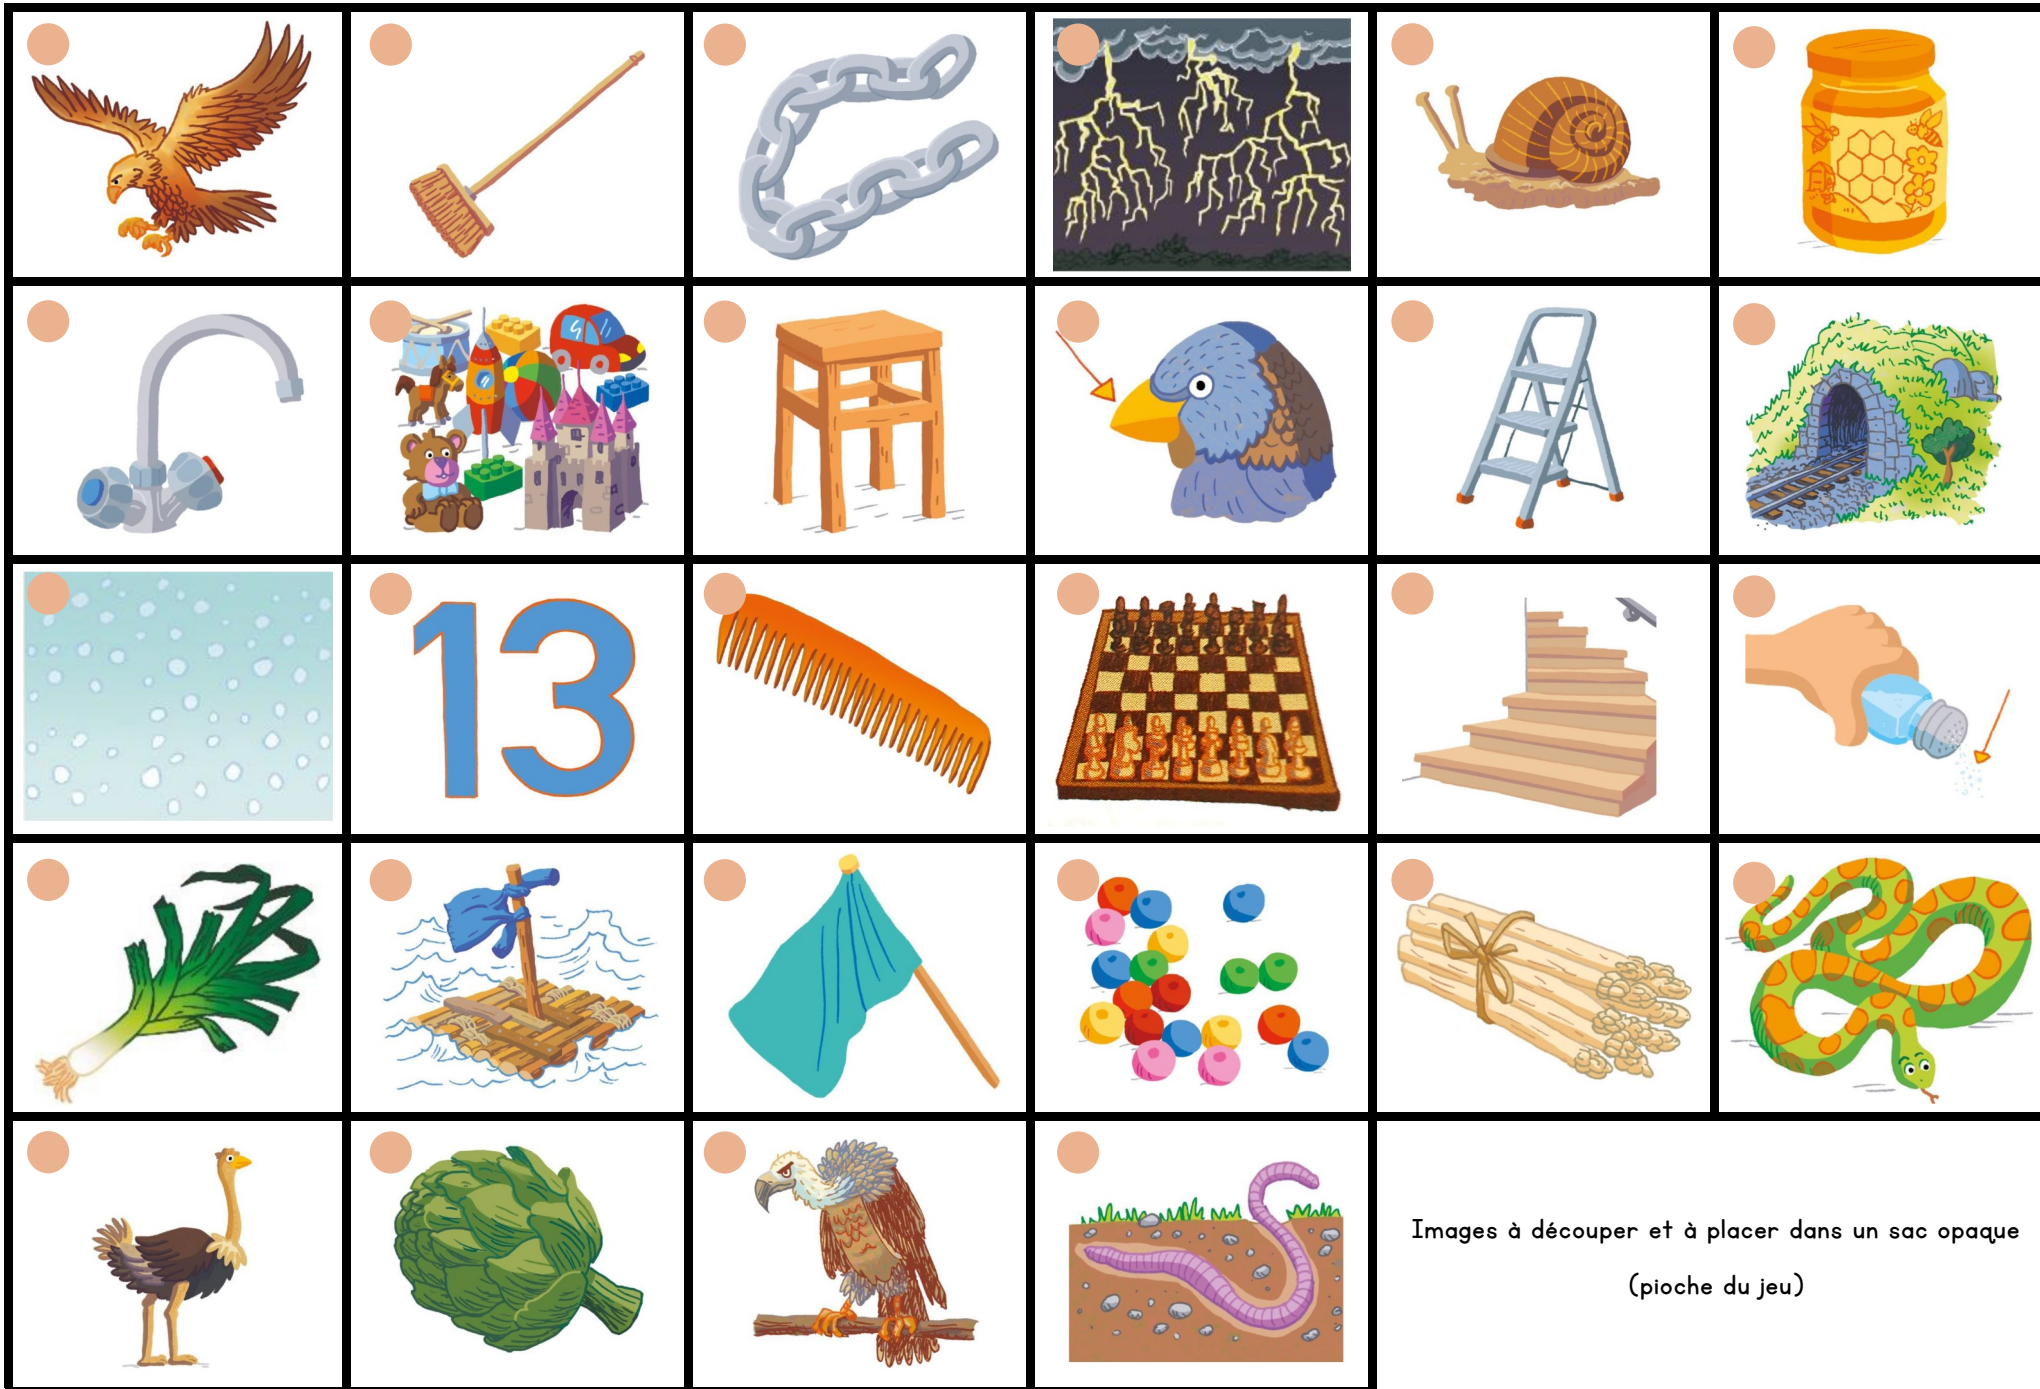 13
Images à découper et à placer dans un sac opaque
(pioche du jeu)